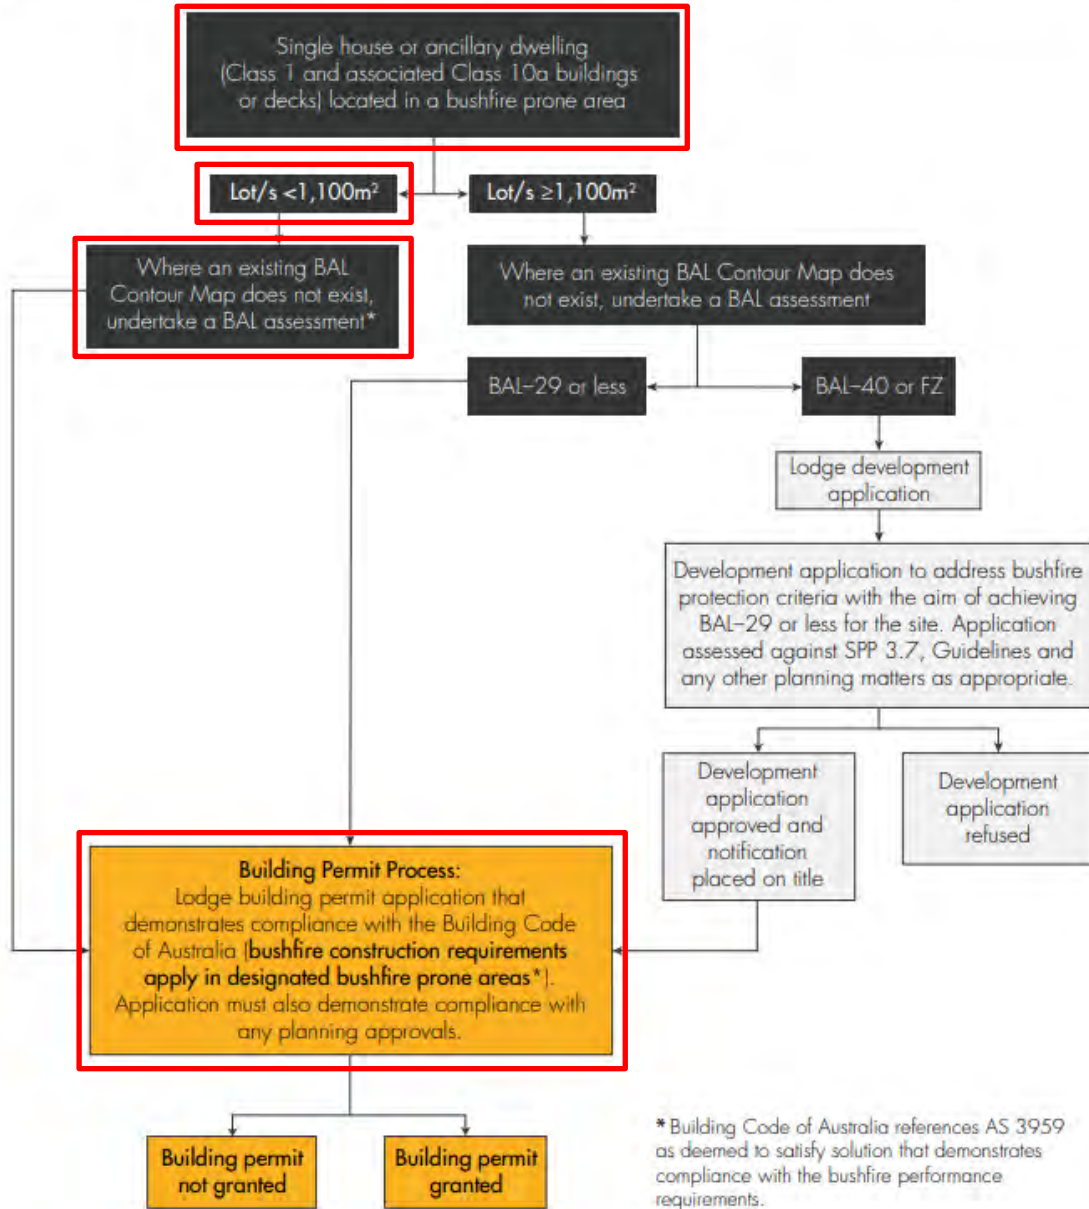 Single house or ancillary dwelling
(Class 1 and associated Class 10a buildings
or decks) located in a bushfire prone area
Lot/s <1,100m²
Lot/s ≥1,100m²
Where an existing BAL
Contour Map does not exist,
undertake a BAL assessment*
Where an existing BAL Contour Map does
not exist, undertake a BAL assessment
BAL–29 or less
BAL–40 or FZ
Lodge development
application
Development application to address bushfire
protection criteria with the aim of achieving
BAL–29 or less for the site. Application
assessed against SPP 3.7, Guidelines and
any other planning matters as appropriate.
Development
application
approved and
notification
placed on title
Development
application
refused
Building Permit Process:
Lodge building permit application that
demonstrates compliance with the Building Code
of Australia (bushfire construction requirements
apply in designated bushfire prone areas*).
Application must also demonstrate compliance with
any planning approvals.
Building permit
not granted
Building permit
granted
* Building Code of Australia references AS 3959
as deemed to satisfy solution that demonstrates
compliance with the bushfire performance
requirements.